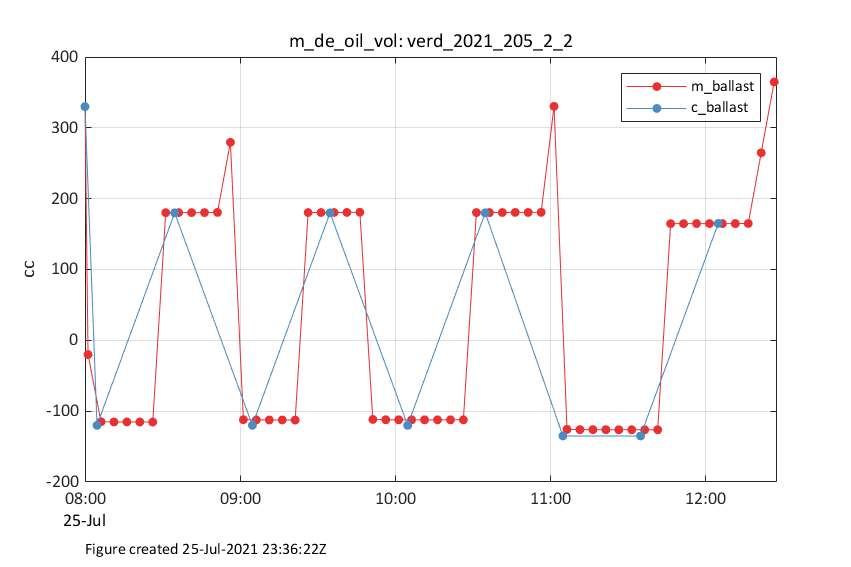 m_de_oil_vol: verd_2021_205_2_2
400
300
200
100
0
-100
-200
cc
m_ballast
c_ballast
08:00
09:00
10:00
11:00
12:00
25-Jul
Figure created 25-Jul-2021 23:36:22Z